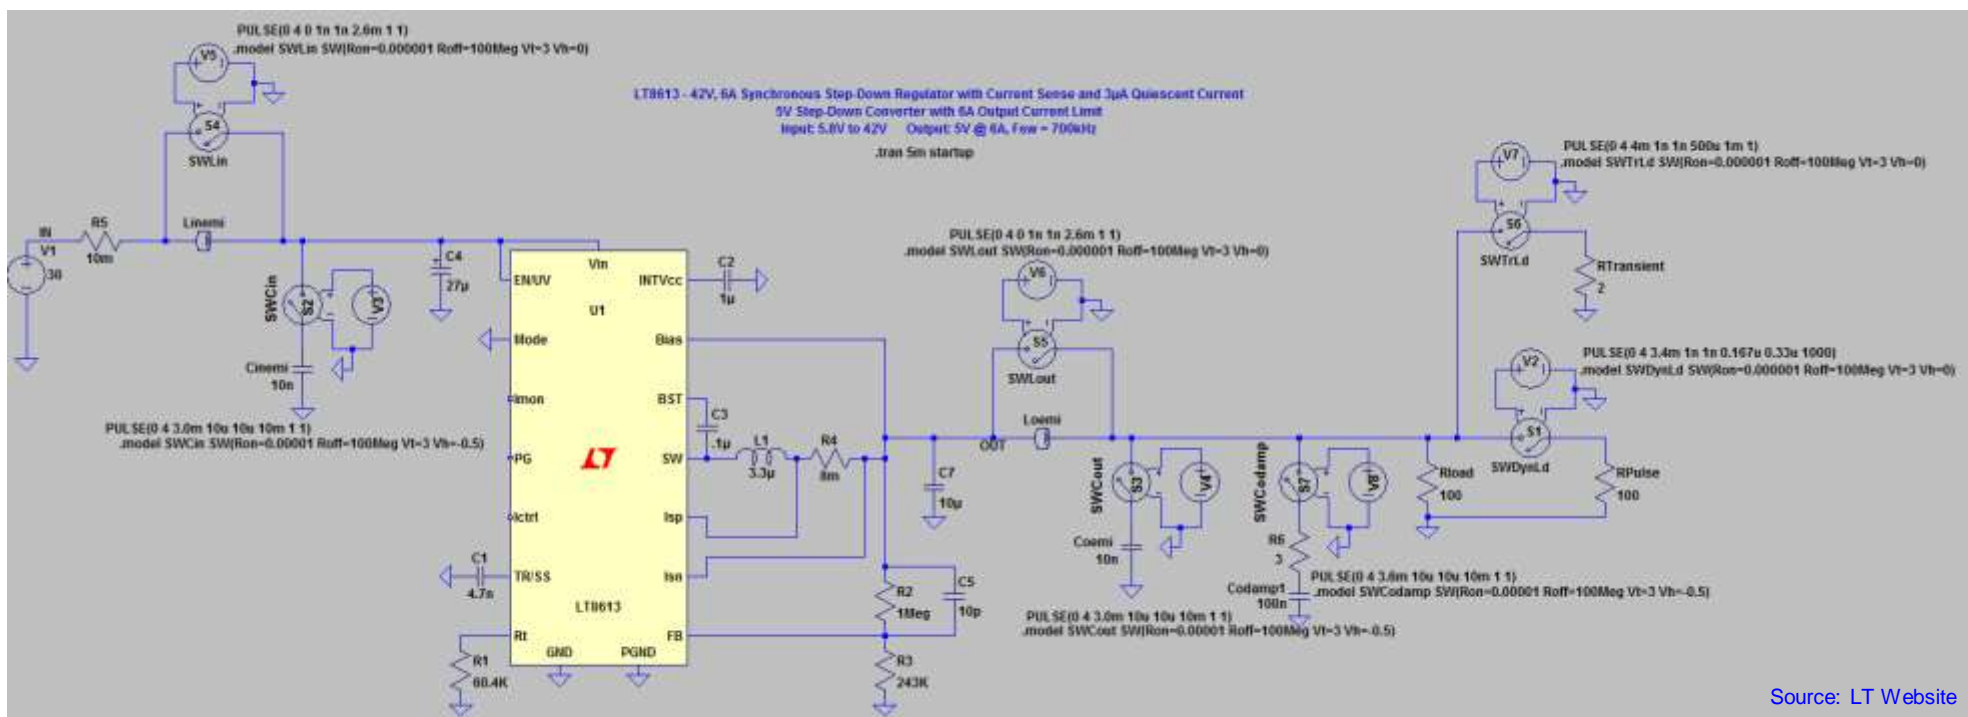 PULSE(0 4 0 1n 1n 2.6m 1 1)
.model SWLin SW(Ron=0.000001 Roff=100Meg Vt=3 Vh=0)
V5
S4
SWLin
LT8613 - 42V, 6A Synchronous Step-Down Regulator with Current Sense and 3µA Quiescent Current
5V Step-Down Converter with 6A Output Current Limit
Input: 5.8V to 42V Output: 5V @ 6A, Fsw = 700kHz
.tran 5m startup
PULSE(0 4 4m 1n 1n 500u 1m 1)
.model SWTrLd SW(Ron=0.000001 Roff=100Meg Vt=3 Vh=0)
V7
S6
SWTrLd
RTransient
2
IN
V1
30
R5
10m
Linemi
SWCin
S2
V3
Cinemi
10n
PULSE(0 4 3.0m 10u 10u 10m 1 1)
.model SWCin SW(Ron=0.00001 Roff=100Meg Vt=3 Vh=-0.5)
C4
27µ
Vin
EN/UV
INTVcc
U1
Mode
Bias
Imon
BST
PG
SW
Ictrl
Isp
TR/SS
Isn
LT8613
Rt
FB
GND
PGND
C2
1µ
C3
.1µ
L1
3.3µ
R4
8m
C1
4.7n
R1
60.4K
R2
1Meg
C5
10p
R3
243K
PULSE(0 4 0 1n 1n 2.6m 1 1)
.model SWLout SW(Ron=0.000001 Roff=100Meg Vt=3 Vh=0)
V6
S5
SWLout
Loemi
OUT
C7
10µ
SWCout
S3
V4
Coemi
10n
PULSE(0 4 3.0m 10u 10u 10m 1 1)
.model SWCout SW(Ron=0.00001 Roff=100Meg Vt=3 Vh=-0.5)
SWCodamp
S7
V8
R6
3
Codamp1
100n
PULSE(0 4 3.6m 10u 10u 10m 1 1)
.model SWCodamp SW(Ron=0.00001 Roff=100Meg Vt=3 Vh=-0.5)
PULSE(0 4 3.4m 1n 1n 0.167u 0.33u 1000)
.model SWDynLd SW(Ron=0.000001 Roff=100Meg Vt=3 Vh=0)
V2
S1
SWDynLd
Rload
100
RPulse
100
Source: LT Website